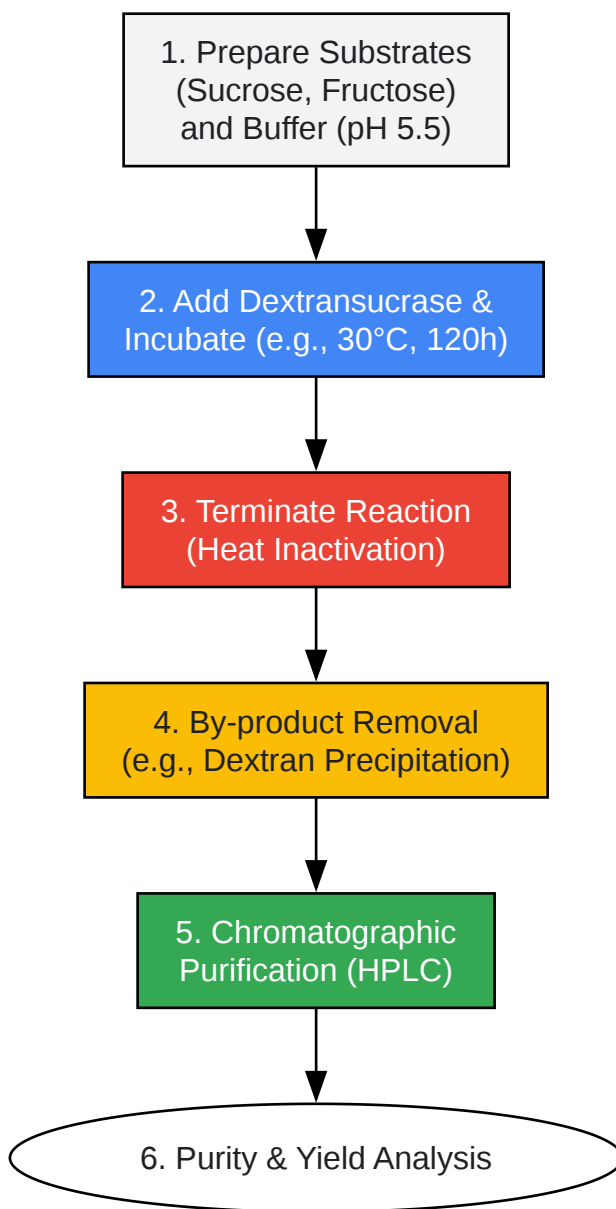 1. Prepare Substrates
(Sucrose, Fructose)
and Buffer (pH 5.5)
2. Add Dextransucrase &
Incubate (e.g., 30°C, 120h)
3. Terminate Reaction
(Heat Inactivation)
4. By-product Removal
(e.g., Dextran Precipitation)
5. Chromatographic
Purification (HPLC)
6. Purity & Yield Analysis